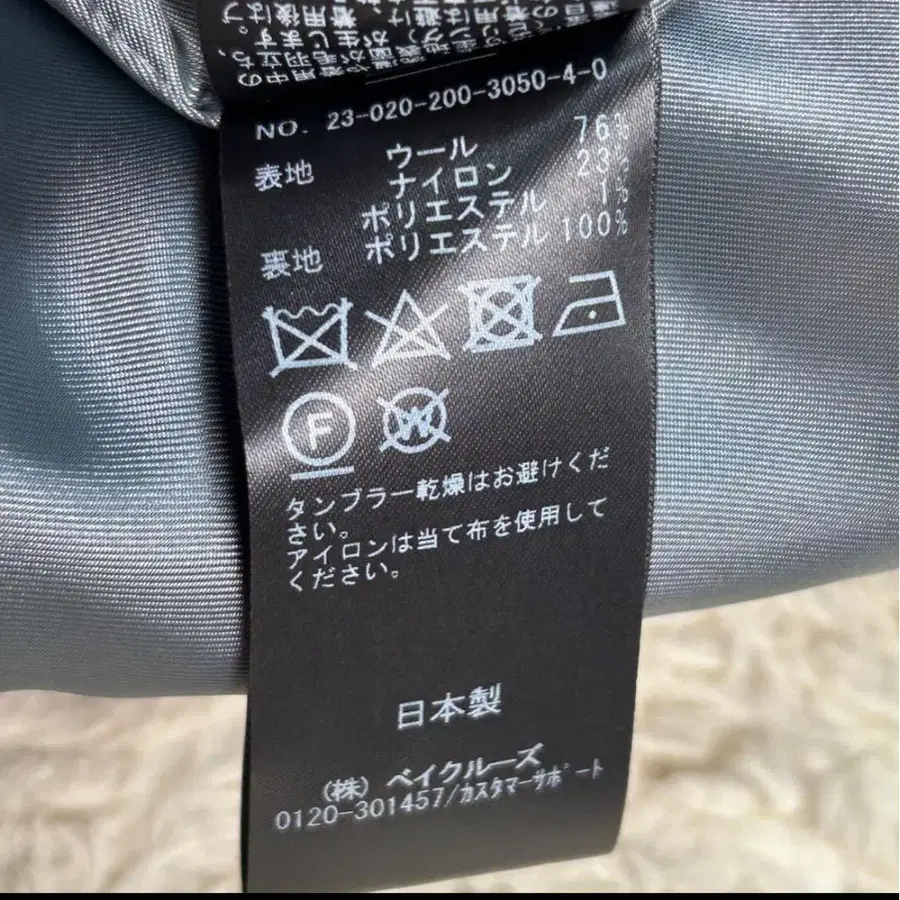 NO. 23-020-200-3050-4-0
表地 ウール 76%
ナイロン 23%
ポリエステル 1%
裏地 ポリエステル 100%
F W
タンブラー乾燥はお避けくだ
さい。
アイロンは当て布を使用して
ください。
日本製
(株) ベイクルーズ
0120-301457/カスタマーサポート